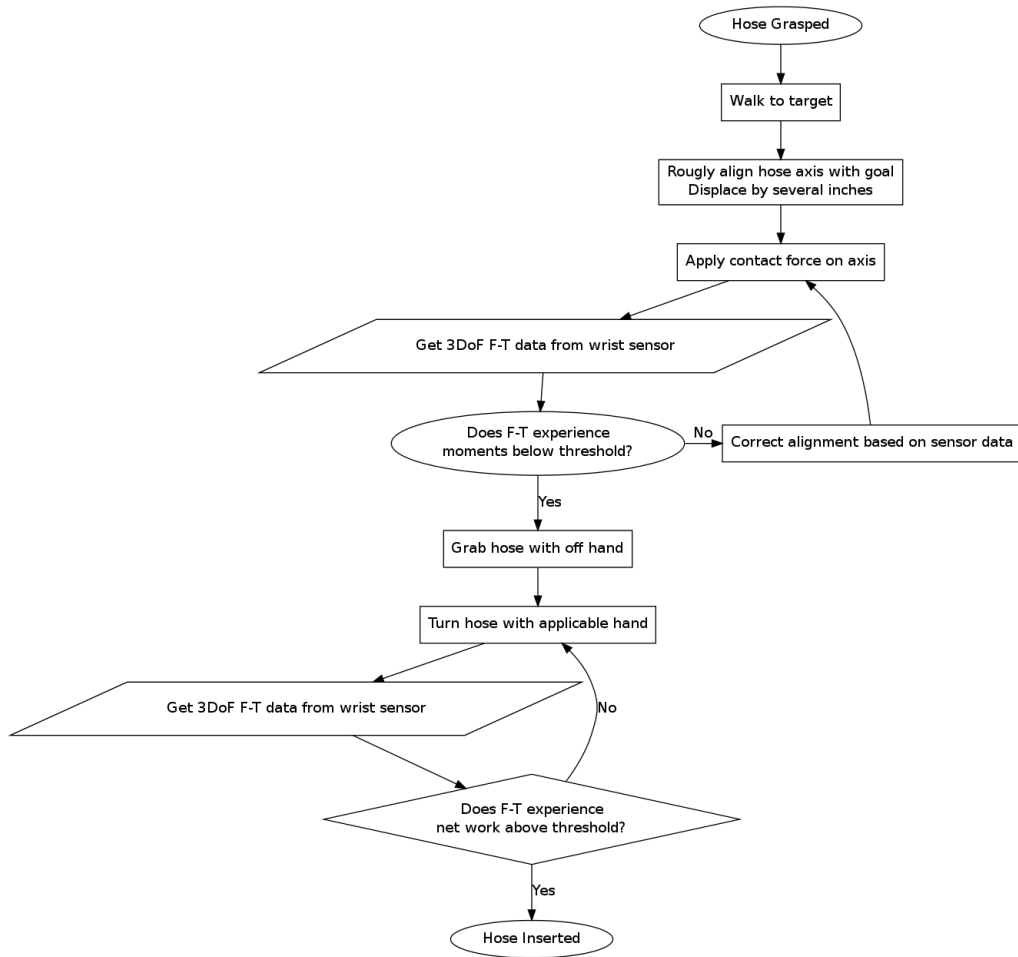 Hose Grasped
Walk to target
Rougly align hose axis with goal
Displace by several inches
Apply contact force on axis
Get 3DoF F-T data from wrist sensor
Does F-T experience
moments below threshold?
No
Correct alignment based on sensor data
Yes
Grab hose with off hand
Turn hose with applicable hand
Get 3DoF F-T data from wrist sensor
No
Does F-T experience
net work above threshold?
Yes
Hose Inserted